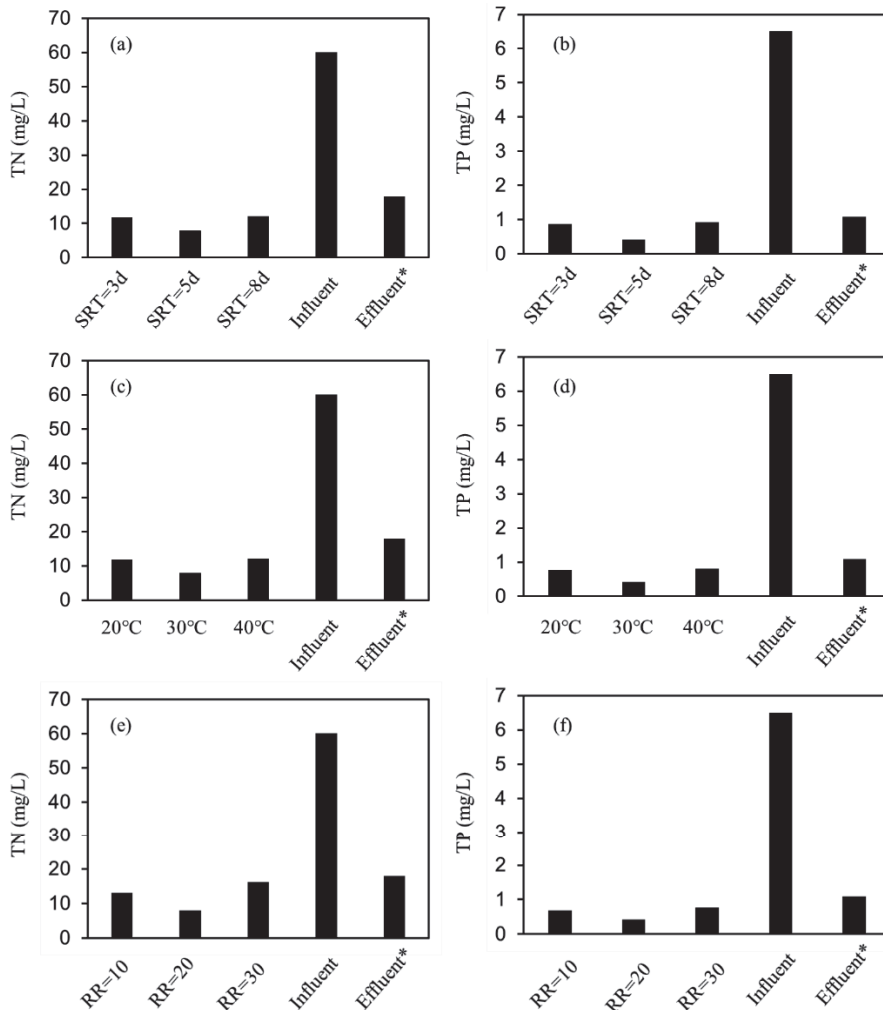 (a)
TN (mg/L)
70
60
50
40
30
20
10
0
SRT=3d
SRT=5d
SRT=8d
Influent
Effluent*
(b)
TP (mg/L)
7
6
5
4
3
2
1
0
SRT=3d
SRT=5d
SRT=8d
Influent
Effluent*
(c)
TN (mg/L)
70
60
50
40
30
20
10
0
20°C
30°C
40°C
Influent
Effluent*
(d)
TP (mg/L)
7
6
5
4
3
2
1
0
20°C
30°C
40°C
Influent
Effluent*
(e)
TN (mg/L)
70
60
50
40
30
20
10
0
RR=10
RR=20
RR=30
Influent
Effluent*
(f)
TP (mg/L)
7
6
5
4
3
2
1
0
RR=10
RR=20
RR=30
Influent
Effluent*